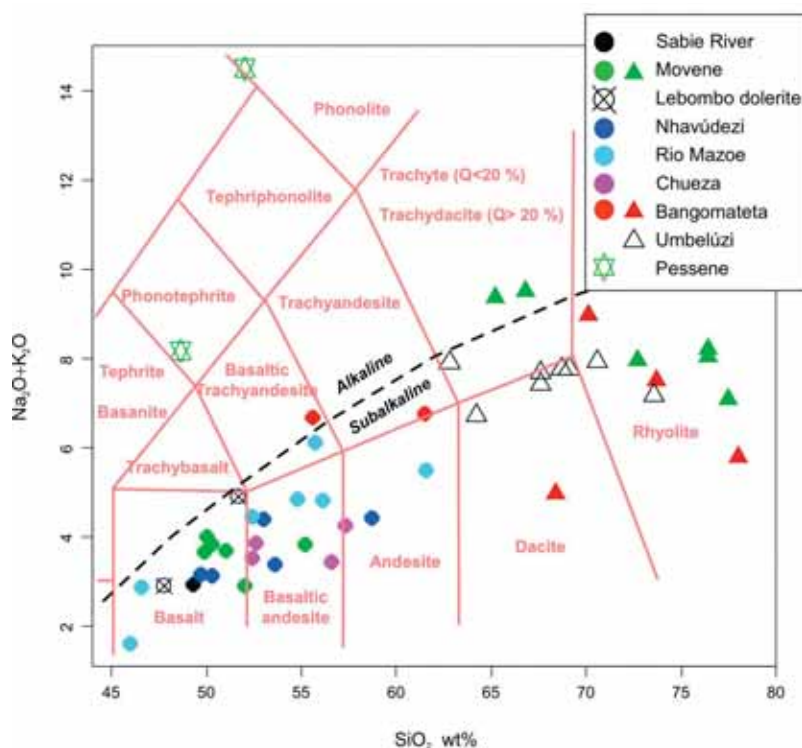 Sabie River
Movene
Lebombo dolerite
Nhavúdezi
Rio Mazoe
Chueza
Bangomateta
Umbelúzi
Pessene
Phonolite
Trachyte (Q<20 %)
Tephriphonolite
Trachydacite (Q> 20 %)
Phonotephrite
Trachyandesite
Tephrite
Basanite
Basaltic
Trachyandesite
Alkaline
Subalkaline
Trachybasalt
Rhyolite
Dacite
Andesite
Basalt
Basaltic
andesite
Na₂O+K₂O
14
12
10
8
6
4
2
45
50
55
60
65
70
75
80
SiO₂ wt%